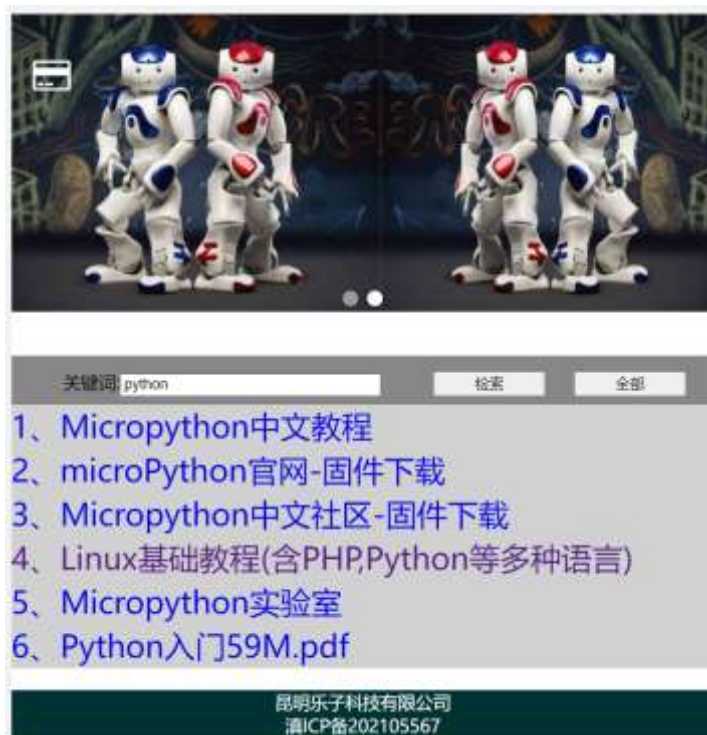 关键词: python 检索 全部
1、Micropython中文教程
2、microPython官网-固件下载
3、Micropython中文社区-固件下载
4、Linux基础教程(含PHP,Python等多种语言)
5、Micropython实验室
6、Python入门59M.pdf
昆明乐子科技有限公司
滇ICP备202105567